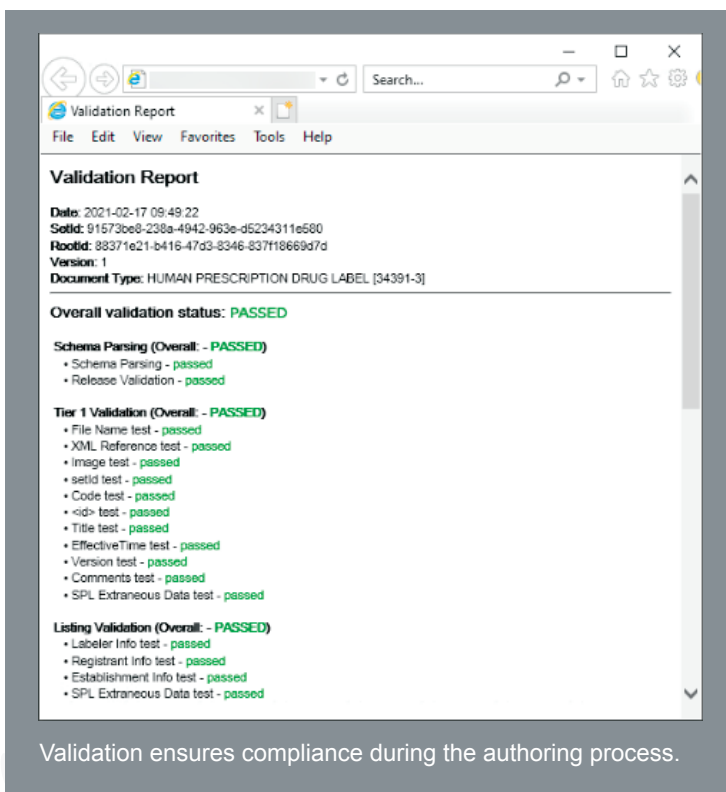 Search...
Validation Report
File Edit View Favorites Tools Help
Validation Report
Date: 2021-02-17 09:49:22
SetId: 91573be8-238a-4942-963e-d5234311e580
RootId: 88371e21-b416-47d3-8346-837f18669d7d
Version: 1
Document Type: HUMAN PRESCRIPTION DRUG LABEL [34391-3]
Overall validation status: PASSED
Schema Parsing (Overall: - PASSED)
• Schema Parsing - passed
• Release Validation - passed
Tier 1 Validation (Overall: - PASSED)
• File Name test - passed
• XML Reference test - passed
• Image test - passed
• setId test - passed
• Code test - passed
• <id> test - passed
• Title test - passed
• EffectiveTime test - passed
• Version test - passed
• Comments test - passed
• SPL Extraneous Data test - passed
Listing Validation (Overall: - PASSED)
• Labeler Info test - passed
• Registrant Info test - passed
• Establishment Info test - passed
• SPL Extraneous Data test - passed
Validation ensures compliance during the authoring process.